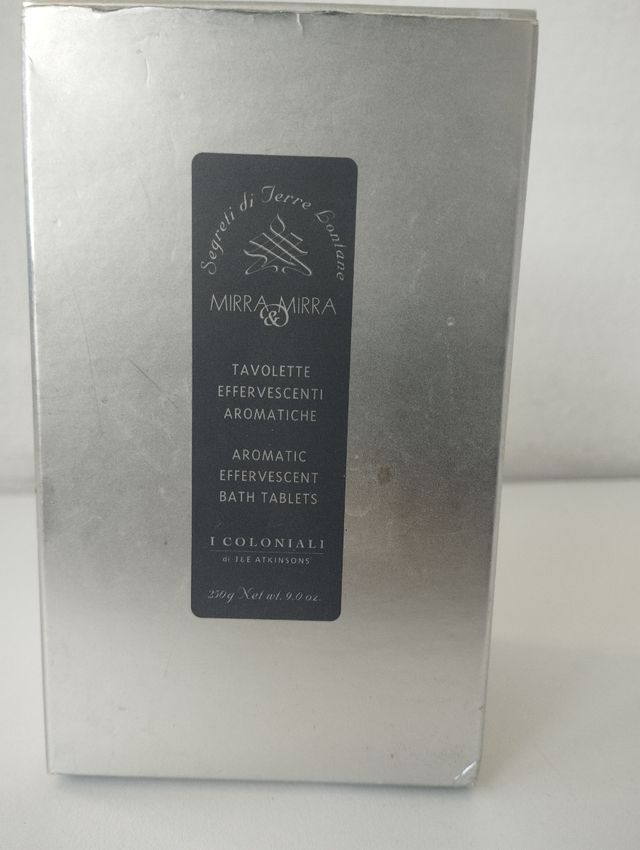 Segreti di Terre Lontane
MIRRA & MIRRA
TAVOLETTE
EFFERVESCENTI
AROMATICHE
AROMATIC
EFFERVESCENT
BATH TABLETS
I COLONIALI
di J&E ATKINSONS
250g Net wt. 9.0 oz.